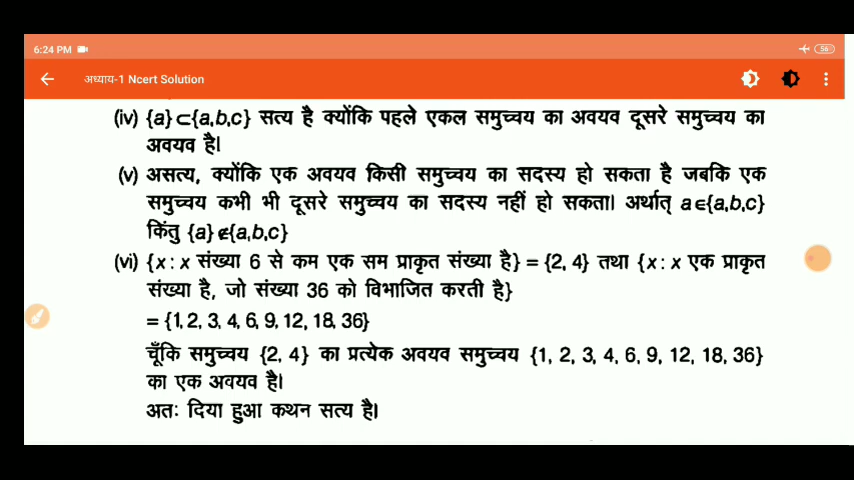 6:24 PM
56
अध्याय-1 Ncert Solution
(iv) {a}⊂{a,b,c} सत्य है क्योंकि पहले एकल समुच्चय का अवयव दूसरे समुच्चय का
अवयव है।
(v) असत्य, क्योंकि एक अवयव किसी समुच्चय का सदस्य हो सकता है जबकि एक
समुच्चय कभी भी दूसरे समुच्चय का सदस्य नहीं हो सकता। अर्थात् a∈{a,b,c}
किंतु {a}∉{a,b,c}
(vi) {x : x संख्या 6 से कम एक सम प्राकृत संख्या है} = {2, 4} तथा {x : x एक प्राकृत
संख्या है, जो संख्या 36 को विभाजित करती है}
= {1, 2, 3, 4, 6, 9, 12, 18, 36}
चूँकि समुच्चय {2, 4} का प्रत्येक अवयव समुच्चय {1, 2, 3, 4, 6, 9, 12, 18, 36}
का एक अवयव है।
अतः दिया हुआ कथन सत्य है।